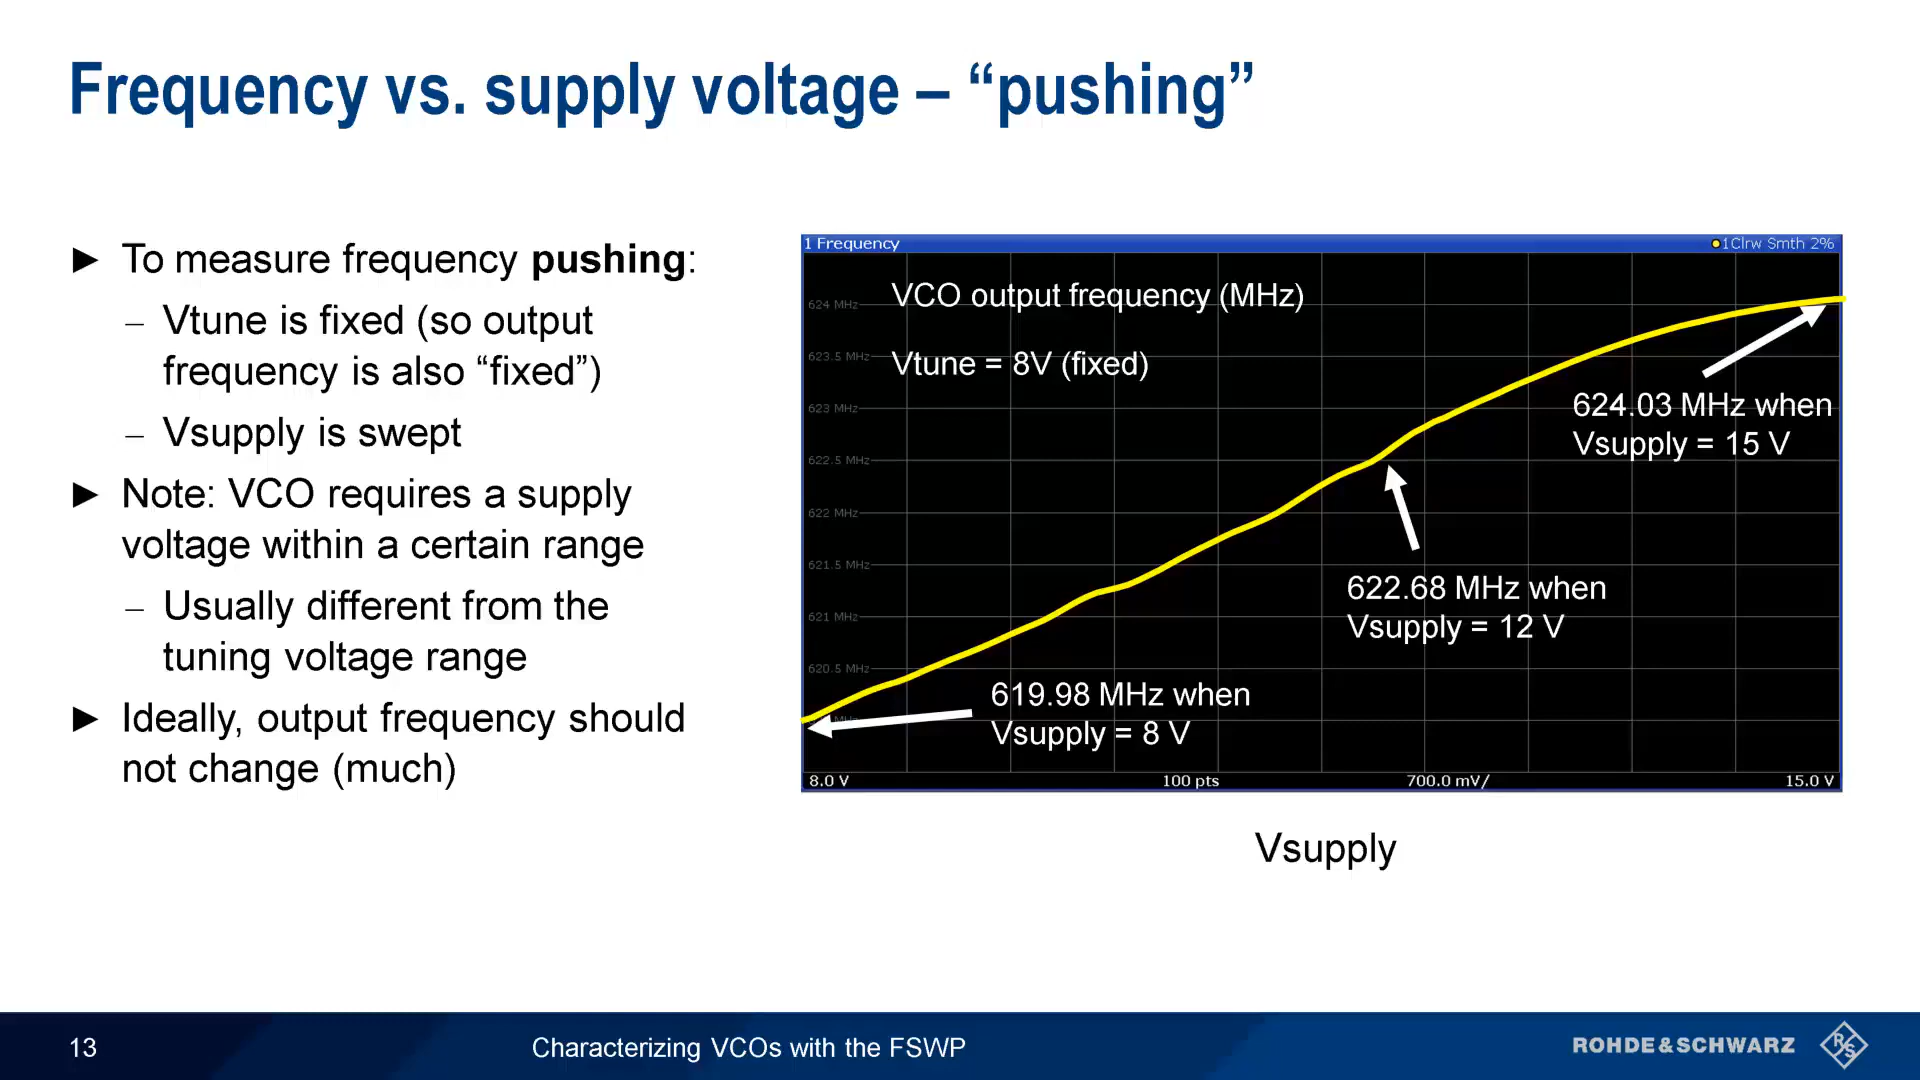 Frequency vs. supply voltage – “pushing”
► To measure frequency pushing:
– Vtune is fixed (so output
frequency is also “fixed”)
– Vsupply is swept
► Note: VCO requires a supply
voltage within a certain range
– Usually different from the
tuning voltage range
► Ideally, output frequency should
not change (much)
1 Frequency
1Clrw Smth 2%
VCO output frequency (MHz)
Vtune = 8V (fixed)
624 MHz
623.5 MHz
623 MHz
622.5 MHz
622 MHz
621.5 MHz
621 MHz
620.5 MHz
MHz
624.03 MHz when
Vsupply = 15 V
622.68 MHz when
Vsupply = 12 V
619.98 MHz when
Vsupply = 8 V
8.0 V
100 pts
700.0 mV/
15.0 V
Vsupply
13
Characterizing VCOs with the FSWP
ROHDE&SCHWARZ
R&S